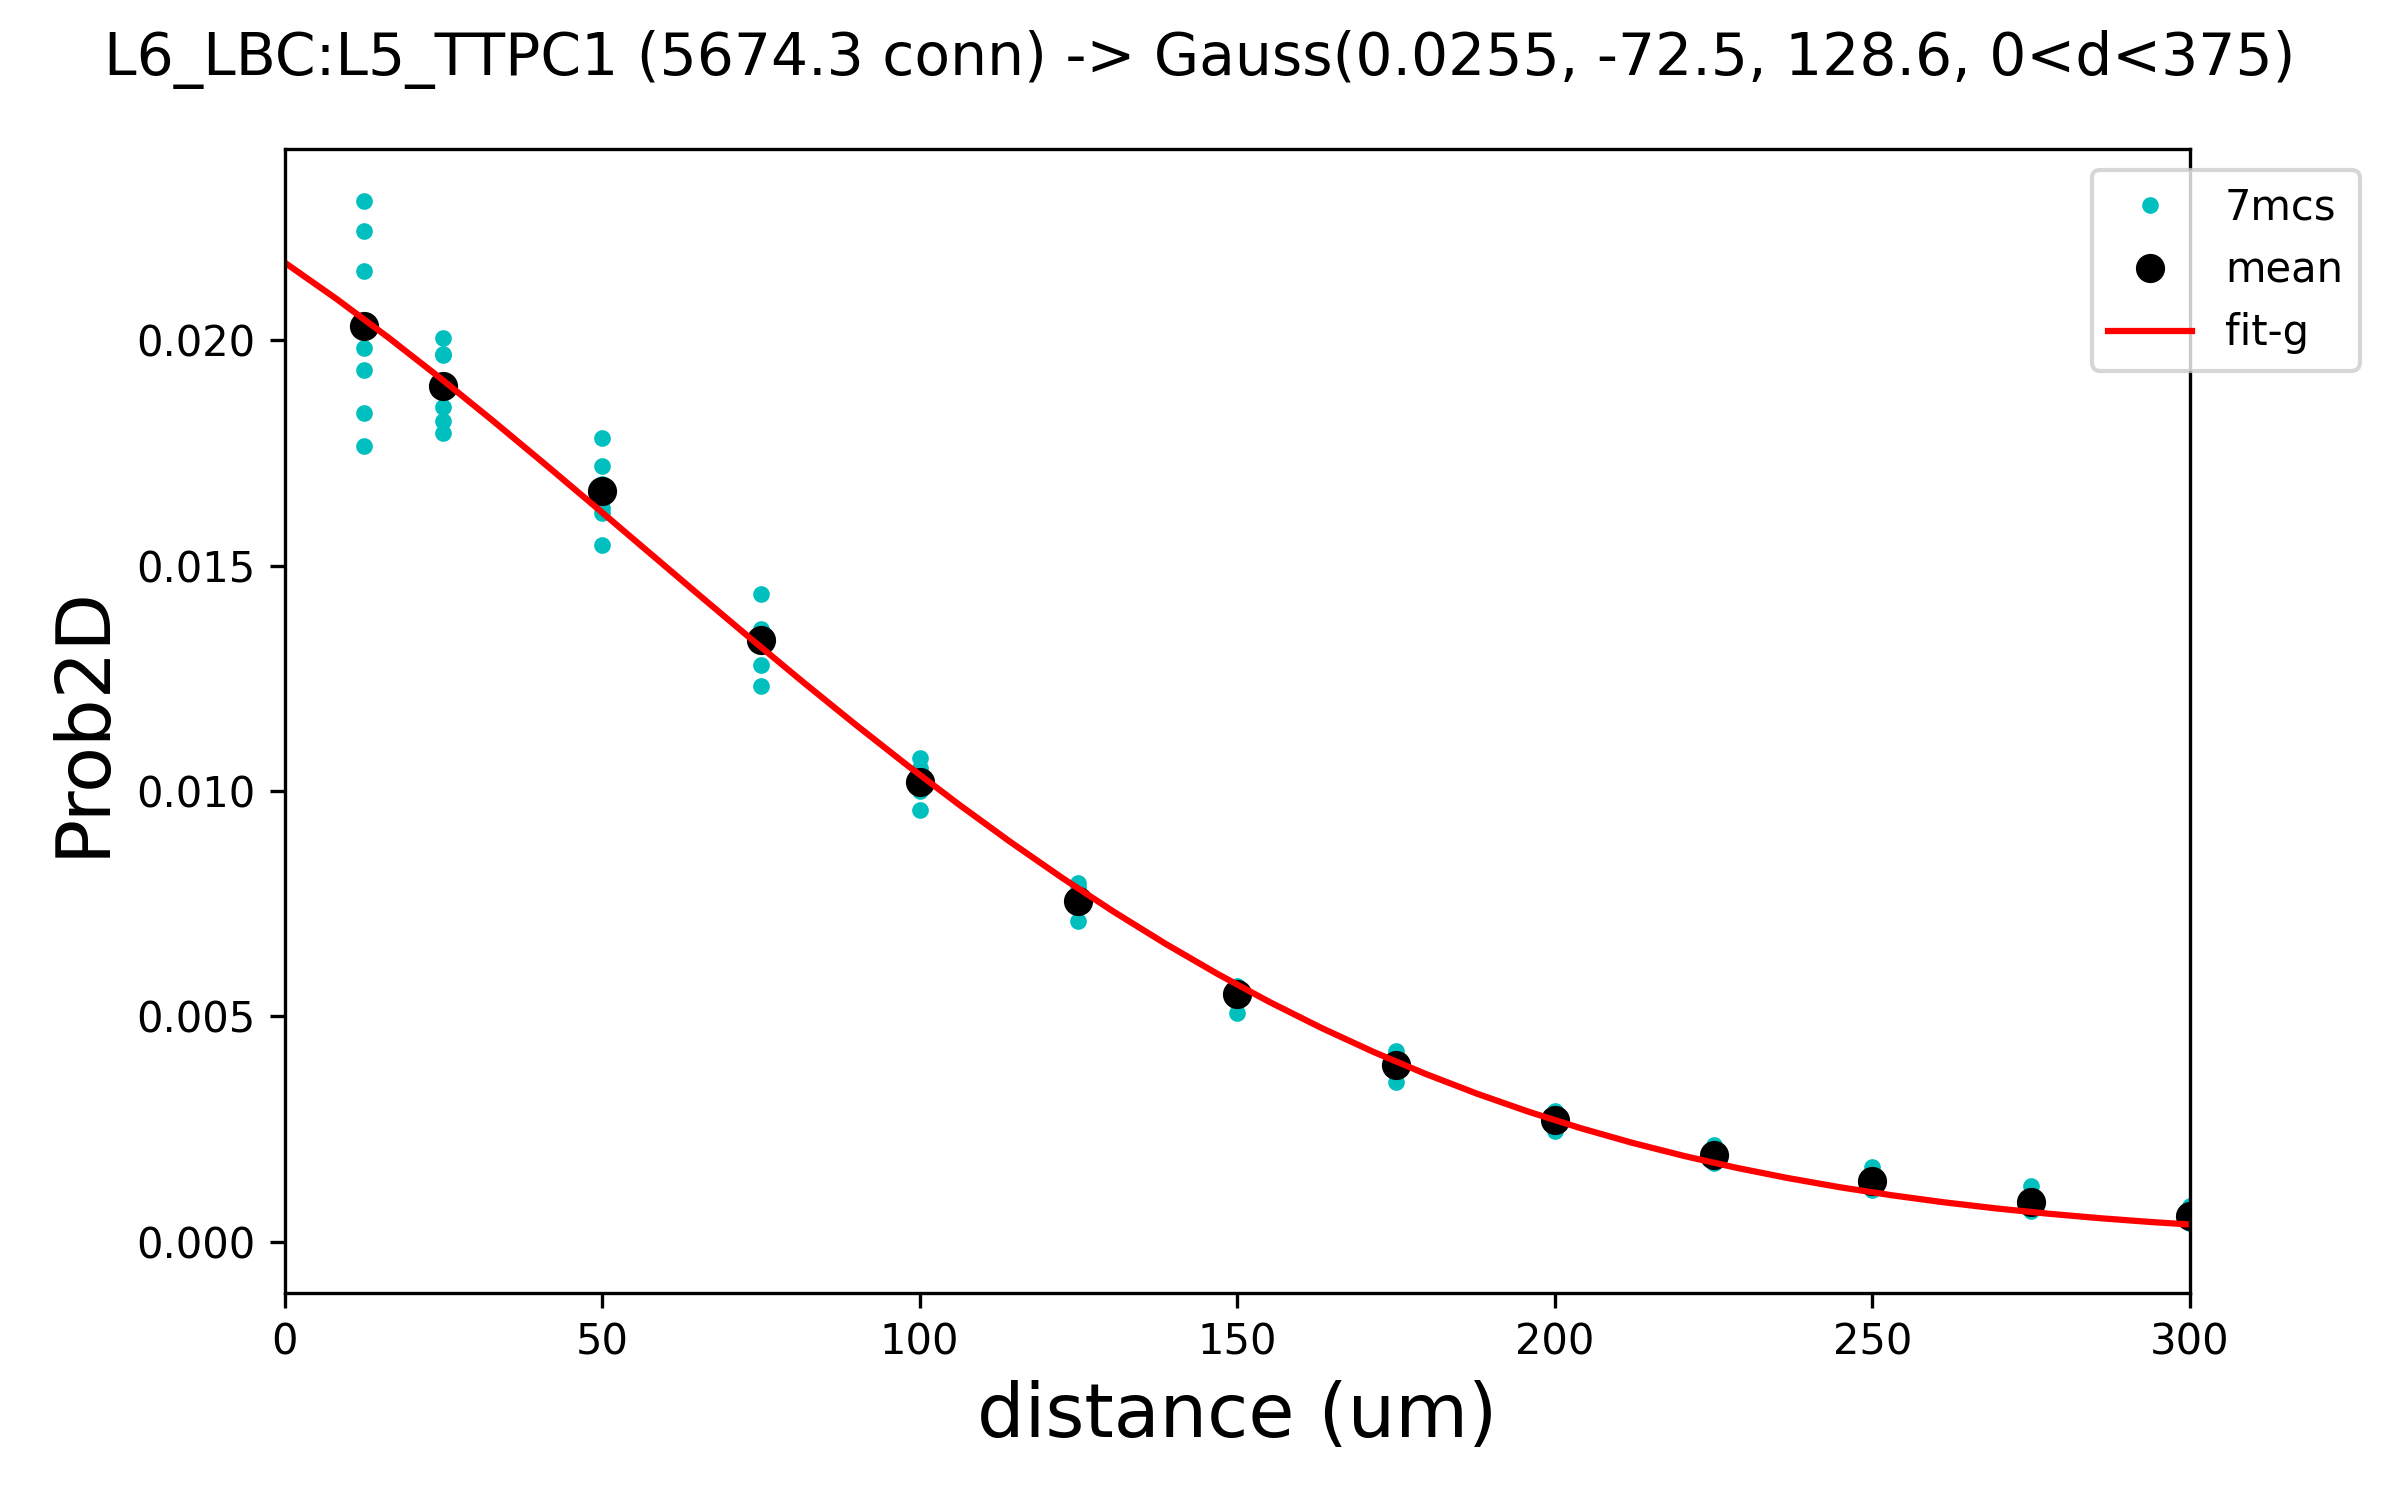 L6_LBC:L5_TTPC1 (5674.3 conn) -> Gauss(0.0255, -72.5, 128.6, 0<d<375)
7mcs
mean
fit-g
Prob2D
0.020
0.015
0.010
0.005
0.000
0 50 100 150 200 250 300
distance (um)